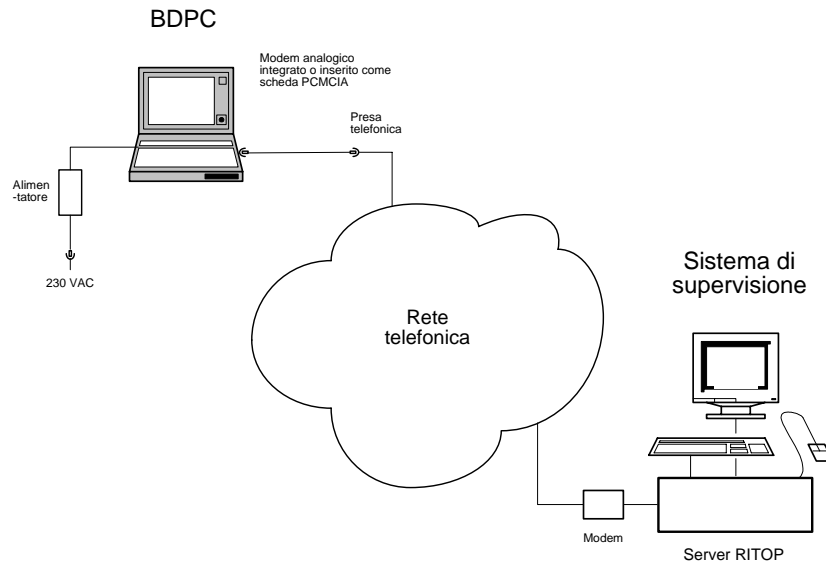 BDPC
Modem analogico
integrato o inserito come
scheda PCMCIA
Presa
telefonica
Alimen
-tatore
230 VAC
Sistema di
supervisione
Rete
telefonica
Modem
Server RITOP